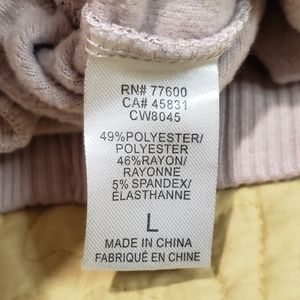 RN# 77600
CA# 45831
CW8045
49%POLYESTER/
POLYESTER
46%RAYON/
RAYONNE
5% SPANDEX/
ÉLASTHANNE
L
MADE IN CHINA
FABRIQUÉ EN CHINE